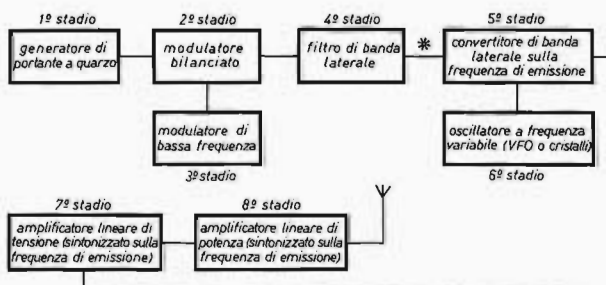 1º stadio
generatore di
portante a quarzo
2º stadio
modulatore
bilanciato
4º stadio
filtro di banda
laterale
*
5º stadio
convertitore di banda
laterale sulla
frequenza di emissione
modulatore di
bassa frequenza
3º stadio
oscillatore a frequenza
variabile (VFO o cristalli)
6º stadio
7º stadio
amplificatore lineare di
tensione (sintonizzato sulla
frequenza di emissione)
8º stadio
amplificatore lineare di
potenza (sintonizzato sulla
frequenza di emissione)